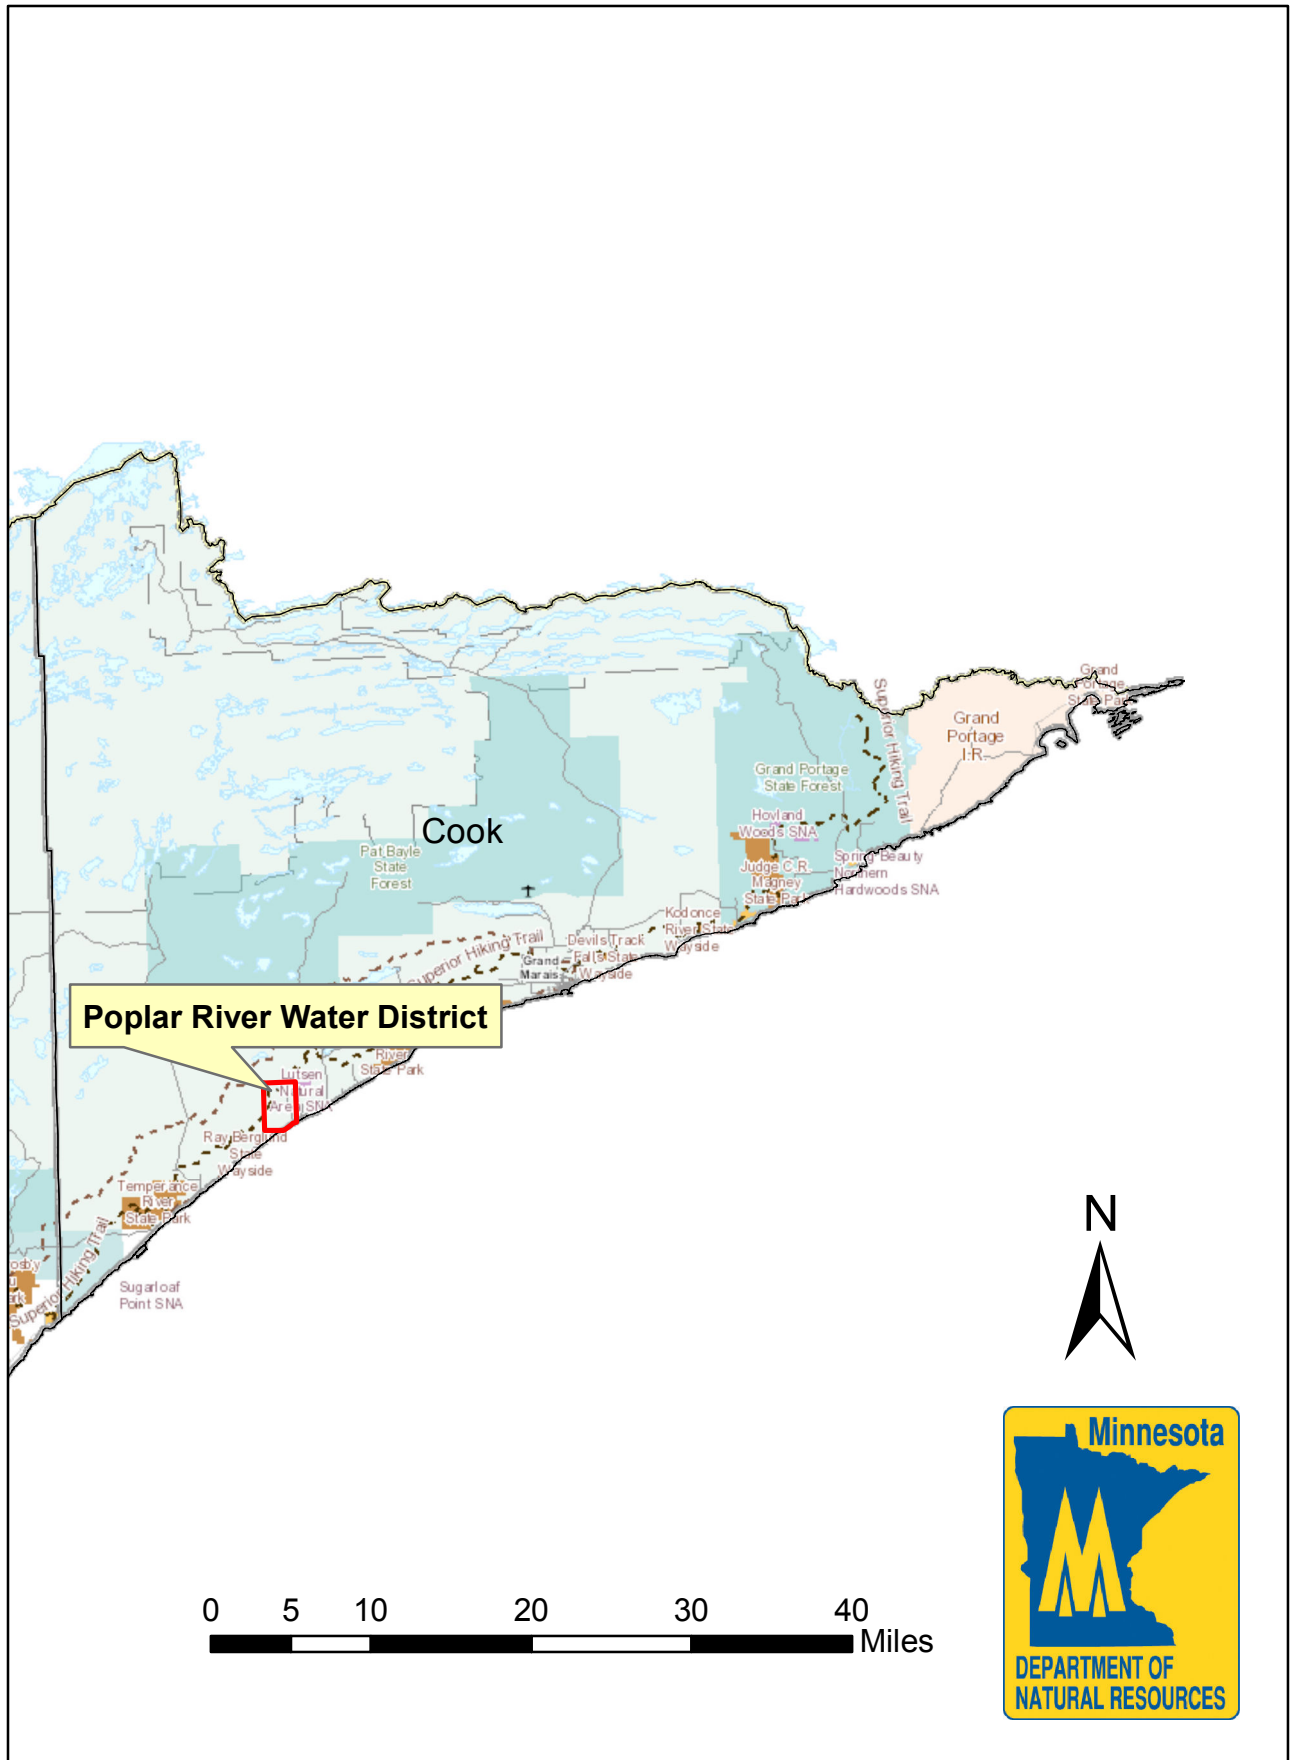 Grand
Portage
State Park
Superior Hiking Trail
Grand
Portage
I.R.
Grand Portage
State Forest
Hovland
Woods SNA
Cook
Pat Bayle
State
Forest
Judge C.R.
Magney
State Park
Spring Beauty
Northern
Hardwoods SNA
Kodonce
River State
Wayside
Superior Hiking Trail
Devils Track
Falls State
Wayside
Grand
Marais
Poplar River Water District
River
State Park
Lutsen
Natural
Area SNA
Ray Berglund
State
Wayside
Temperance
River
State Park
Superior Hiking Trail
Sugarloaf
Point SNA
N
Minnesota
DEPARTMENT OF
NATURAL RESOURCES
0 5 10 20 30 40
Miles